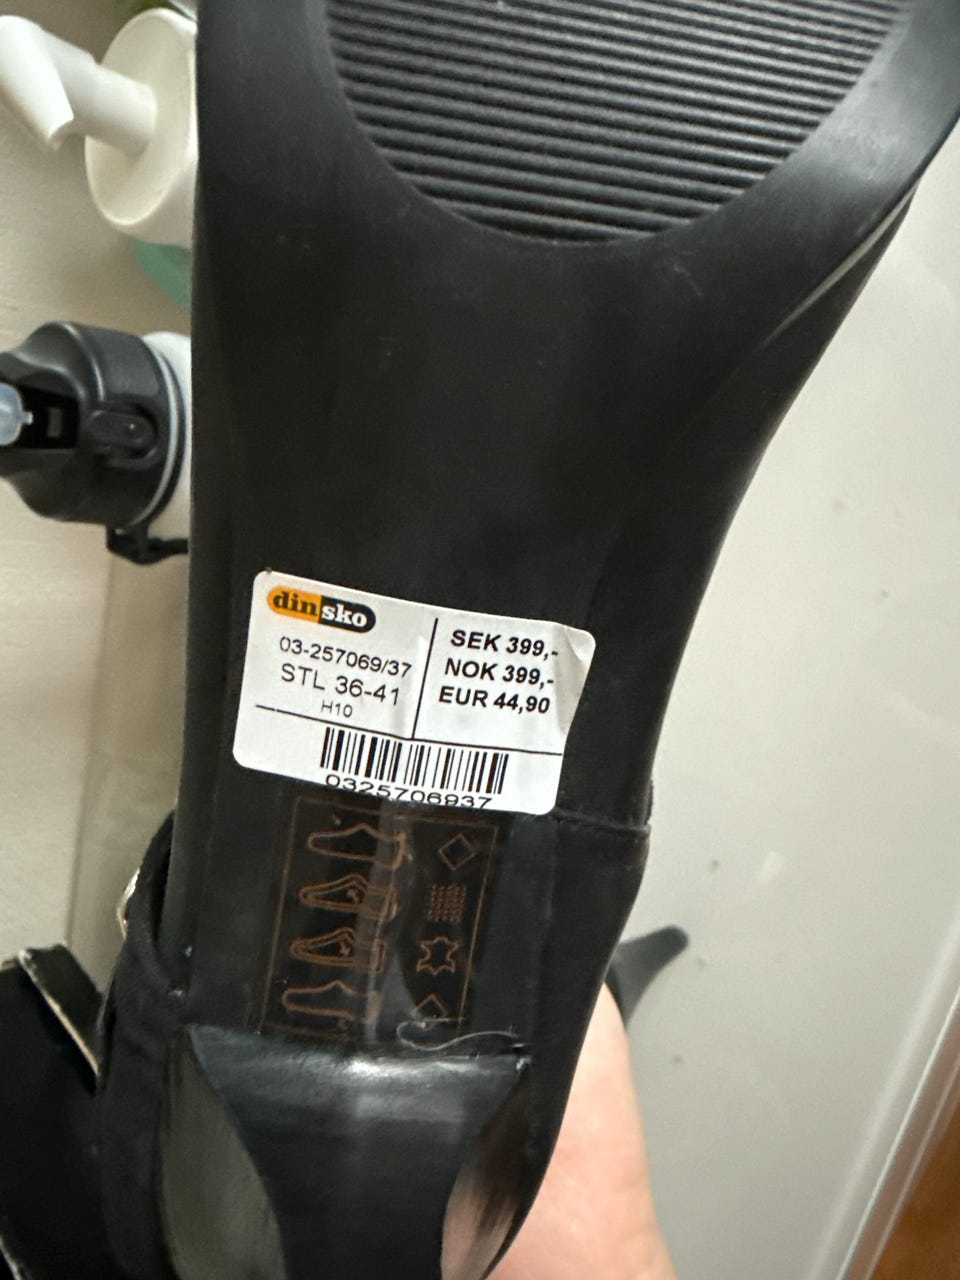 dinsko
03-257069/37
STL 36-41
H10
SEK 399,-
NOK 399,-
EUR 44,90
0325706937